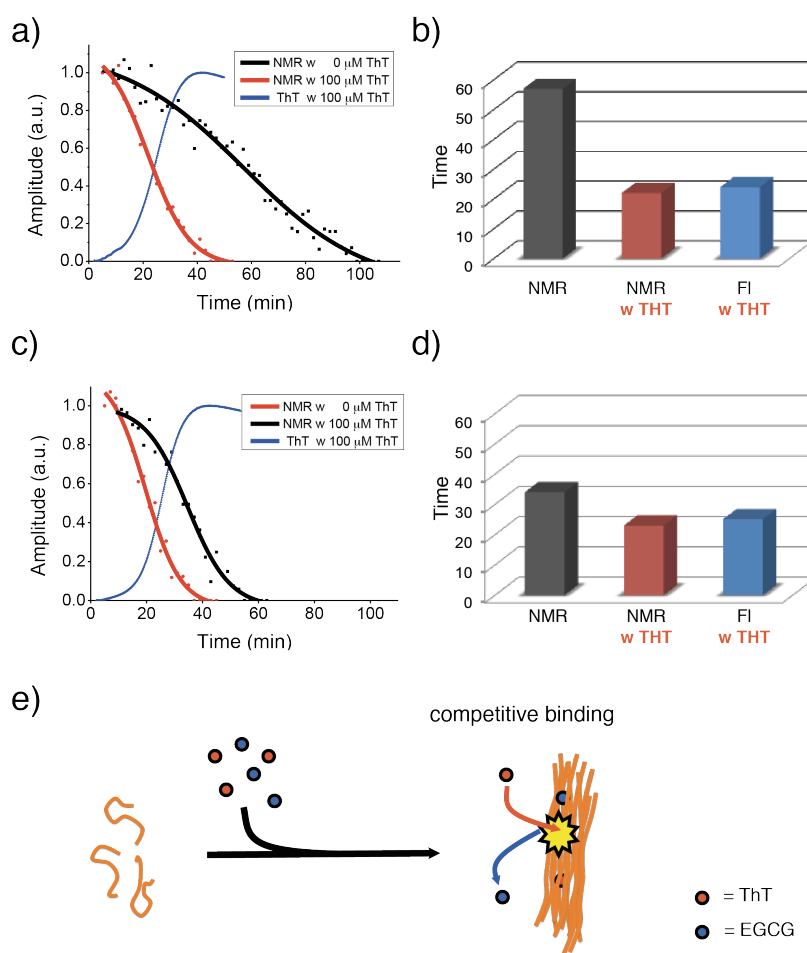 a)
NMR w 0 µM ThT
NMR w 100 µM ThT
ThT w 100 µM ThT
Amplitude (a.u.)
1.0
0.8
0.6
0.4
0.2
0.0
0 20 40 60 80 100
Time (min)
b)
Time
60
50
40
30
20
10
0
NMR NMR FI
w THT w THT
c)
NMR w 0 µM ThT
NMR w 100 µM ThT
ThT w 100 µM ThT
Amplitude (a.u.)
1.0
0.8
0.6
0.4
0.2
0.0
0 20 40 60 80 100
Time (min)
d)
Time
60
50
40
30
20
10
0
NMR NMR FI
w THT w THT
e)
competitive binding
= ThT
= EGCG